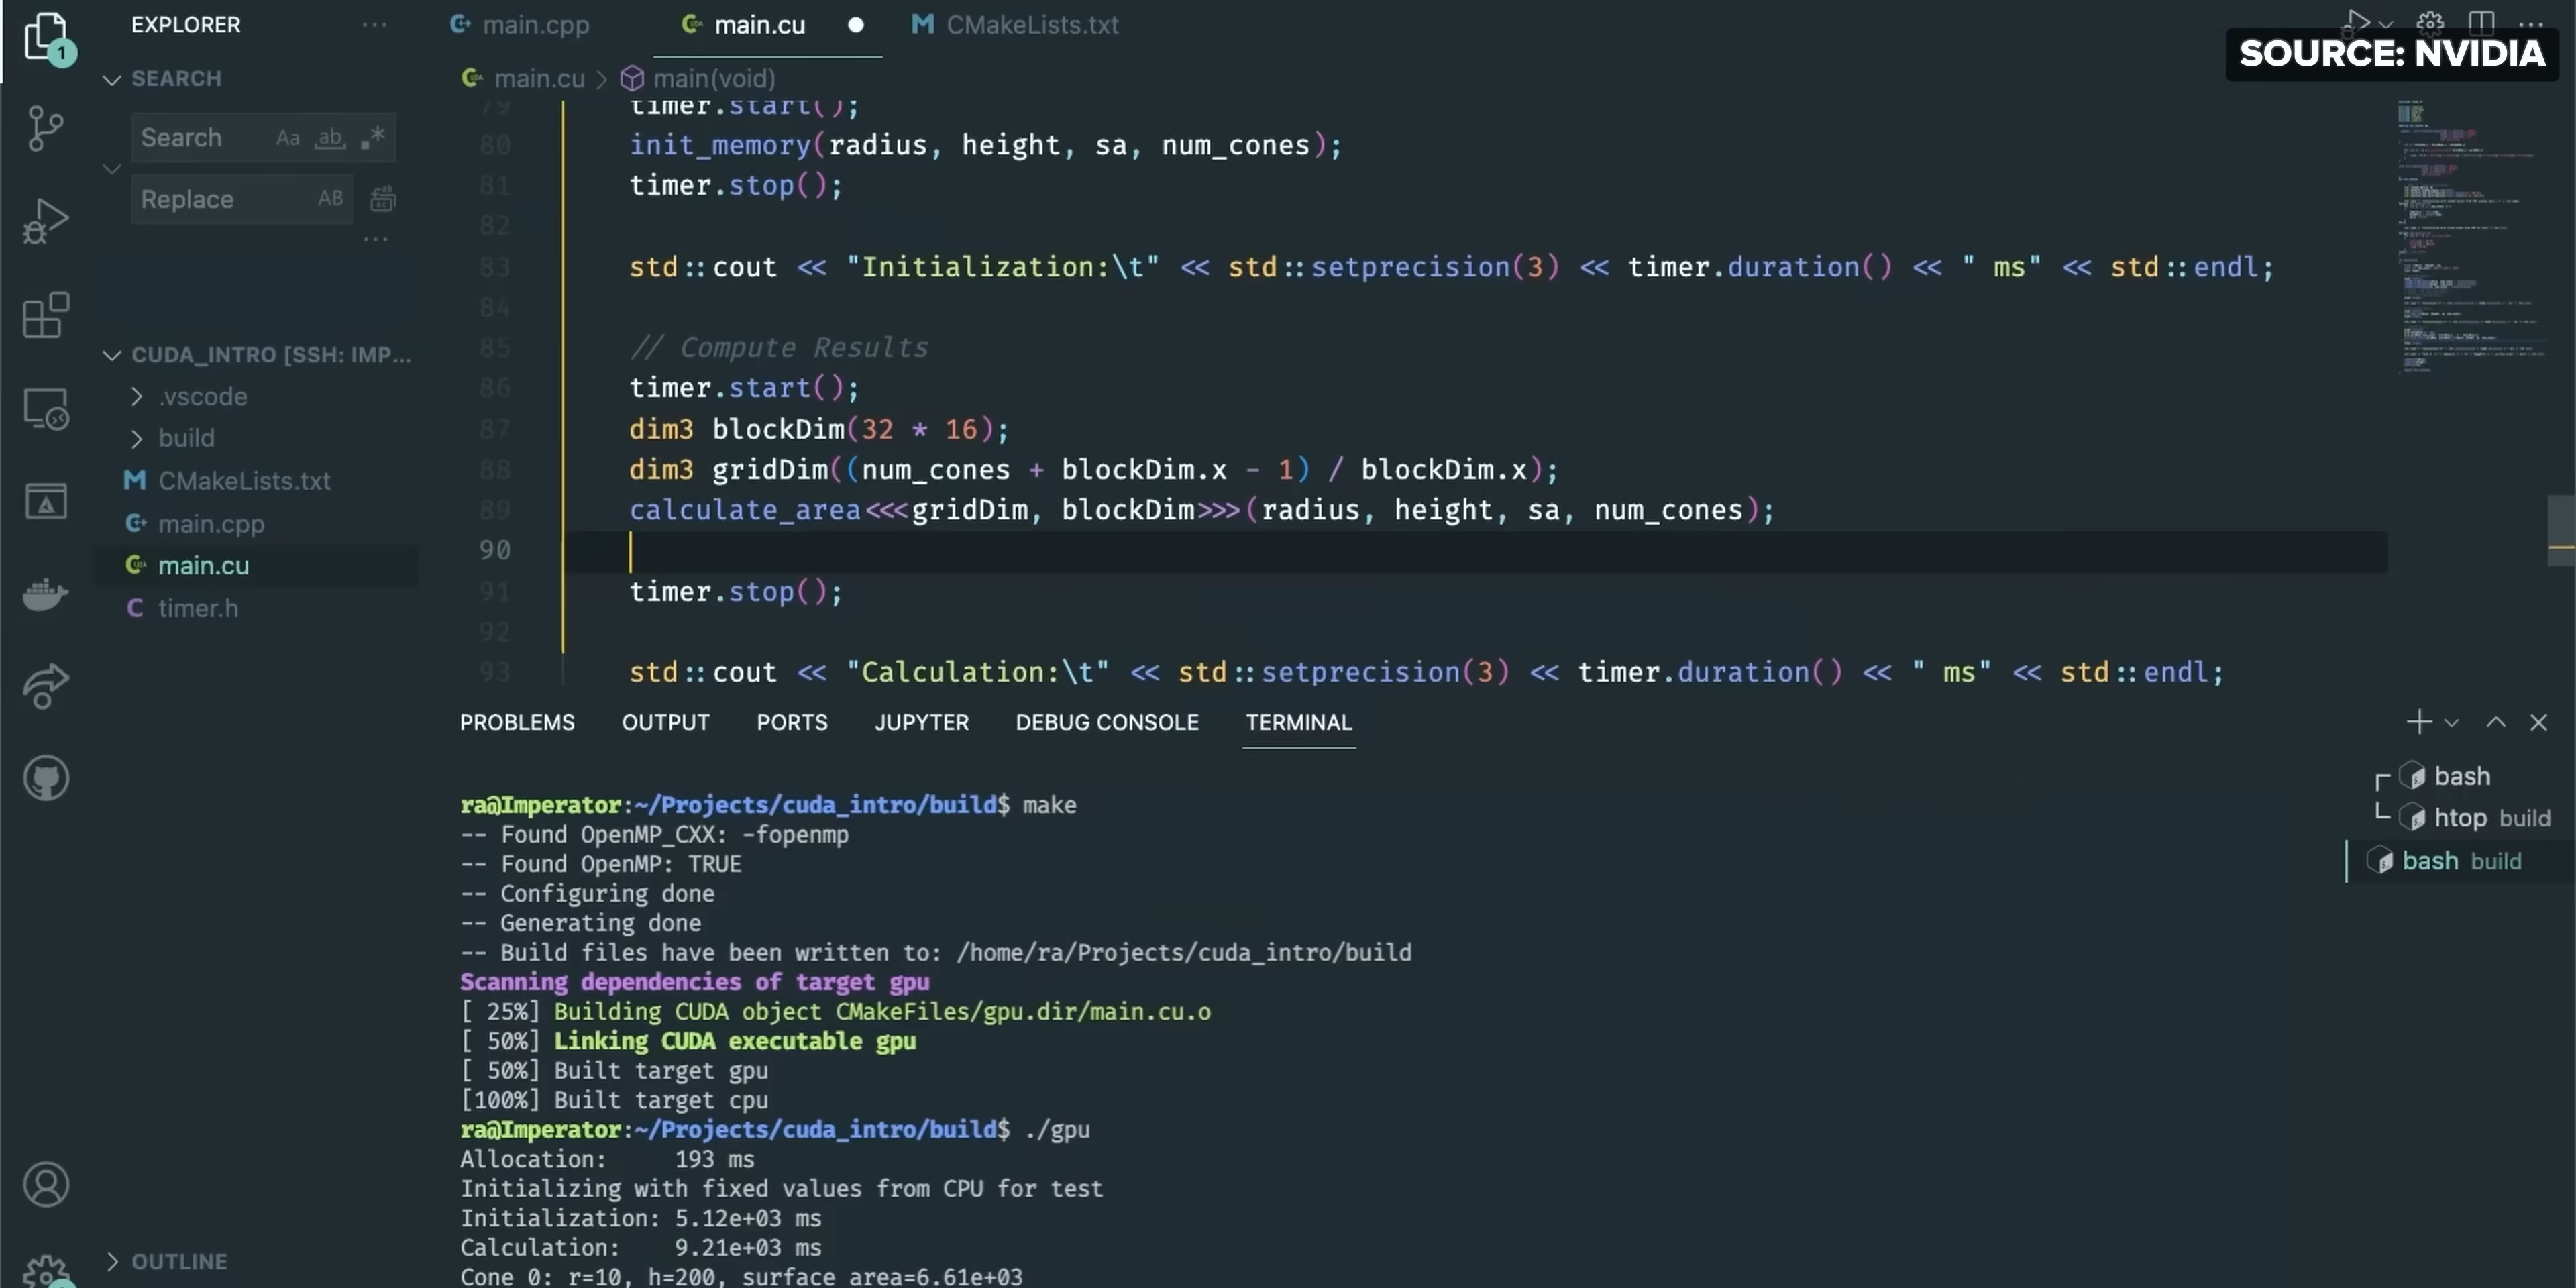 EXPLORER
···
main.cpp
main.cu
CMakeLists.txt
SOURCE: NVIDIA
1
SEARCH
main.cu > main(void)
79 timer.start();
Search Aa ab .*
80 init_memory(radius, height, sa, num_cones);
Replace AB
81 timer.stop();
82
83 std::cout << "Initialization:\t" << std::setprecision(3) << timer.duration() << " ms" << std::endl;
84
85 // Compute Results
CUDA_INTRO [SSH: IMP...
86 timer.start();
.vscode
87 dim3 blockDim(32 * 16);
build
88 dim3 gridDim((num_cones + blockDim.x - 1) / blockDim.x);
CMakeLists.txt
89 calculate_area<<<gridDim, blockDim>>>(radius, height, sa, num_cones);
main.cpp
90
main.cu
91 timer.stop();
timer.h
92
93 std::cout << "Calculation:\t" << std::setprecision(3) << timer.duration() << " ms" << std::endl;
PROBLEMS OUTPUT PORTS JUPYTER DEBUG CONSOLE TERMINAL
bash
htop build
bash build
ra@Imperator:~/Projects/cuda_intro/build$ make
-- Found OpenMP_CXX: -fopenmp
-- Found OpenMP: TRUE
-- Configuring done
-- Generating done
-- Build files have been written to: /home/ra/Projects/cuda_intro/build
Scanning dependencies of target gpu
[ 25%] Building CUDA object CMakeFiles/gpu.dir/main.cu.o
[ 50%] Linking CUDA executable gpu
[ 50%] Built target gpu
[100%] Built target cpu
ra@Imperator:~/Projects/cuda_intro/build$ ./gpu
Allocation: 193 ms
Initializing with fixed values from CPU for test
Initialization: 5.12e+03 ms
Calculation: 9.21e+03 ms
Cone 0: r=10, h=200, surface area=6.61e+03
OUTLINE